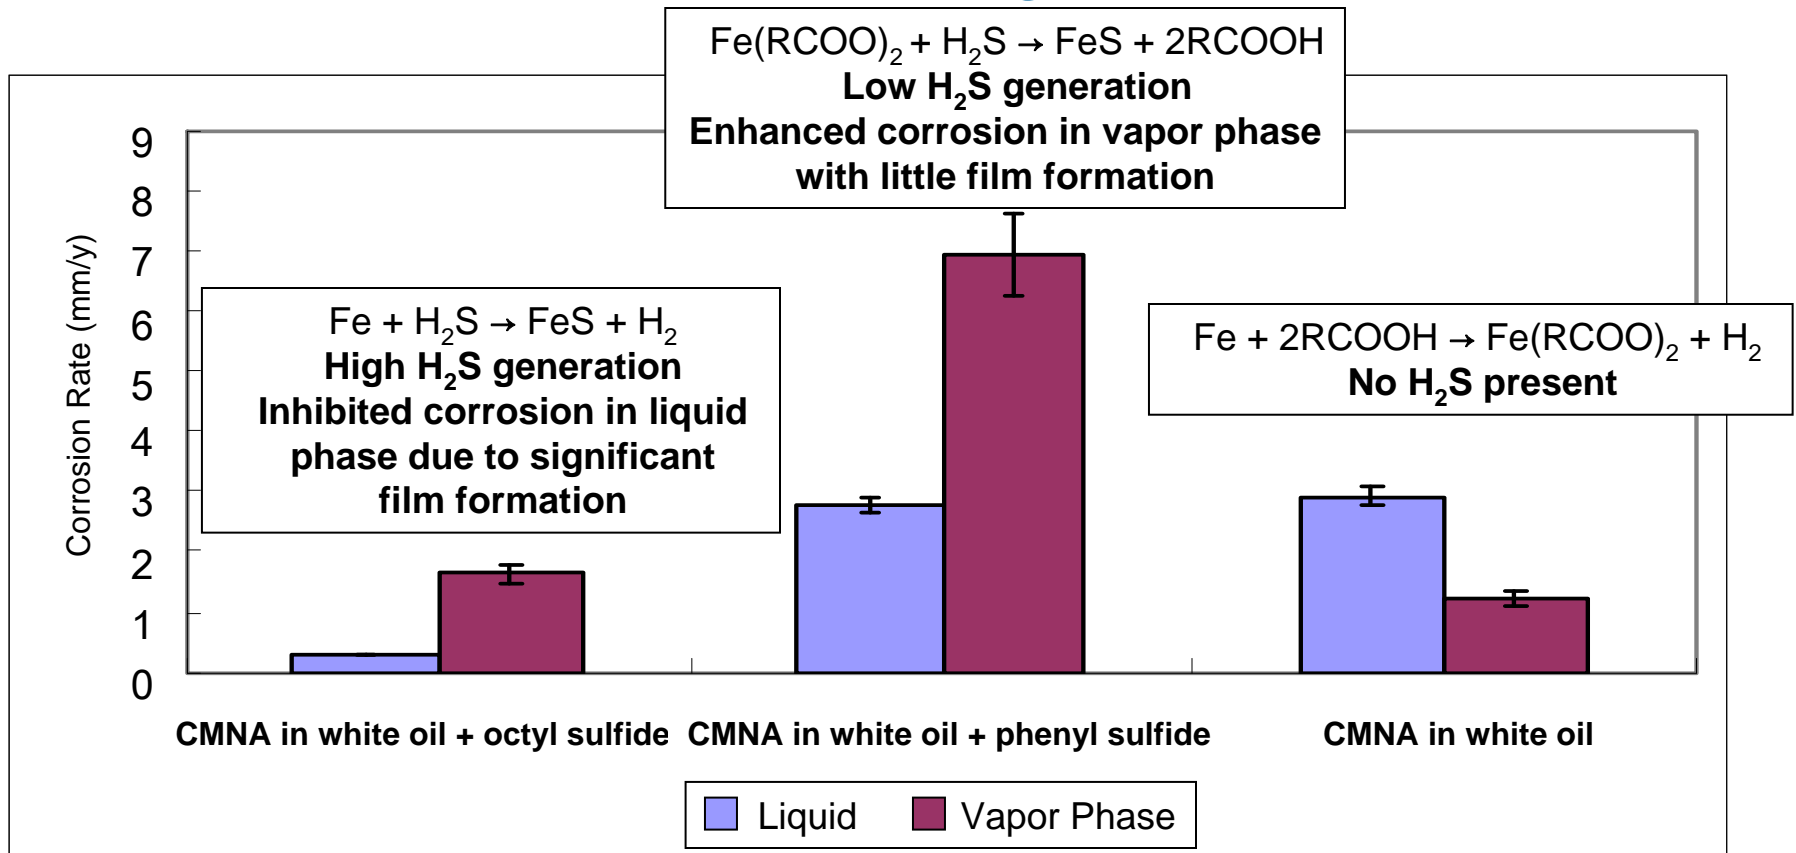 Fe(RCOO)₂ + H₂S → FeS + 2RCOOH
Low H₂S generation
Enhanced corrosion in vapor phase
with little film formation
Fe + H₂S → FeS + H₂
High H₂S generation
Inhibited corrosion in liquid
phase due to significant
film formation
Fe + 2RCOOH → Fe(RCOO)₂ + H₂
No H₂S present
Corrosion Rate (mm/y)
9
8
7
6
5
4
3
2
1
0
CMNA in white oil + octyl sulfide
CMNA in white oil + phenyl sulfide
CMNA in white oil
Liquid
Vapor Phase